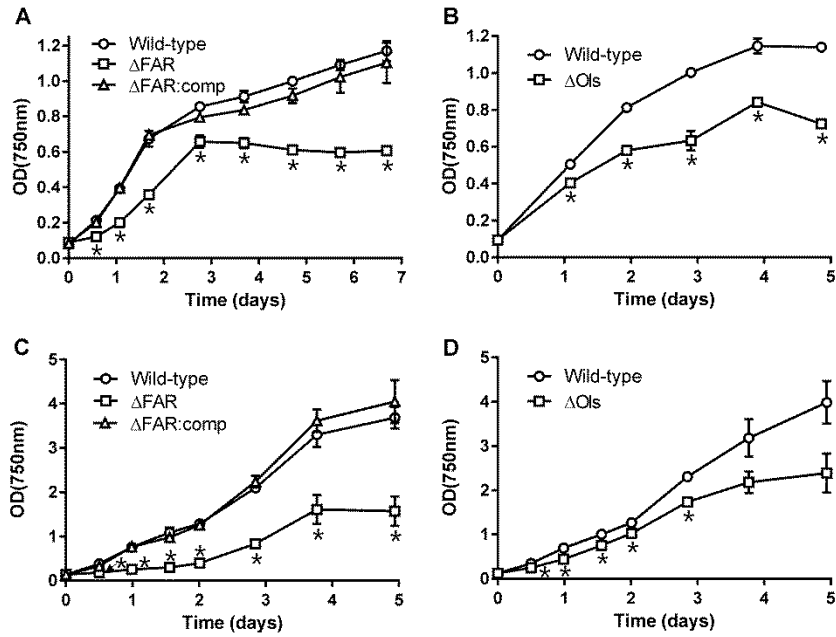 A
Wild-type
ΔFAR
ΔFAR:comp
OD(750nm)
1.2
1.0
0.8
0.6
0.4
0.2
0.0
* * * * * * * *
0 1 2 3 4 5 6 7
Time (days)
B
Wild-type
ΔOls
OD(750nm)
1.2
1.0
0.8
0.6
0.4
0.2
0.0
* * * * *
0 1 2 3 4 5
Time (days)
C
Wild-type
ΔFAR
ΔFAR:comp
OD(750nm)
5
4
3
2
1
0
* * * * * * *
0 1 2 3 4 5
Time (days)
D
Wild-type
ΔOls
OD(750nm)
5
4
3
2
1
0
* * * * *
0 1 2 3 4 5
Time (days)